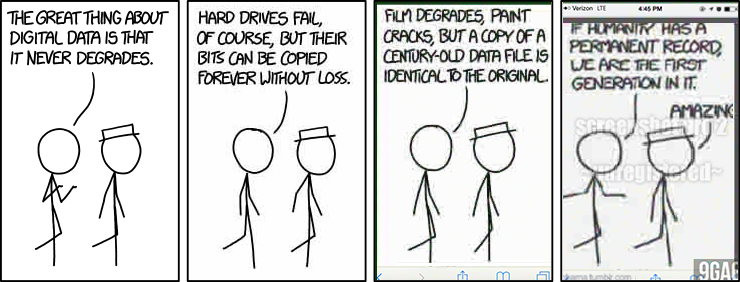 THE GREAT THING ABOUT
DIGITAL DATA IS THAT
IT NEVER DEGRADES.
HARD DRIVES FAIL,
OF COURSE, BUT THEIR
BITS CAN BE COPIED
FOREVER WITHOUT LOSS.
FILM DEGRADES, PAINT
CRACKS, BUT A COPY OF A
CENTURY-OLD DATA FILE IS
IDENTICAL TO THE ORIGINAL.
Verizon LTE 4:45 PM
IF HUMANITY HAS A
PERMANENT RECORD,
WE ARE THE FIRST
GENERATION IN IT.
AMAZING
9GAG